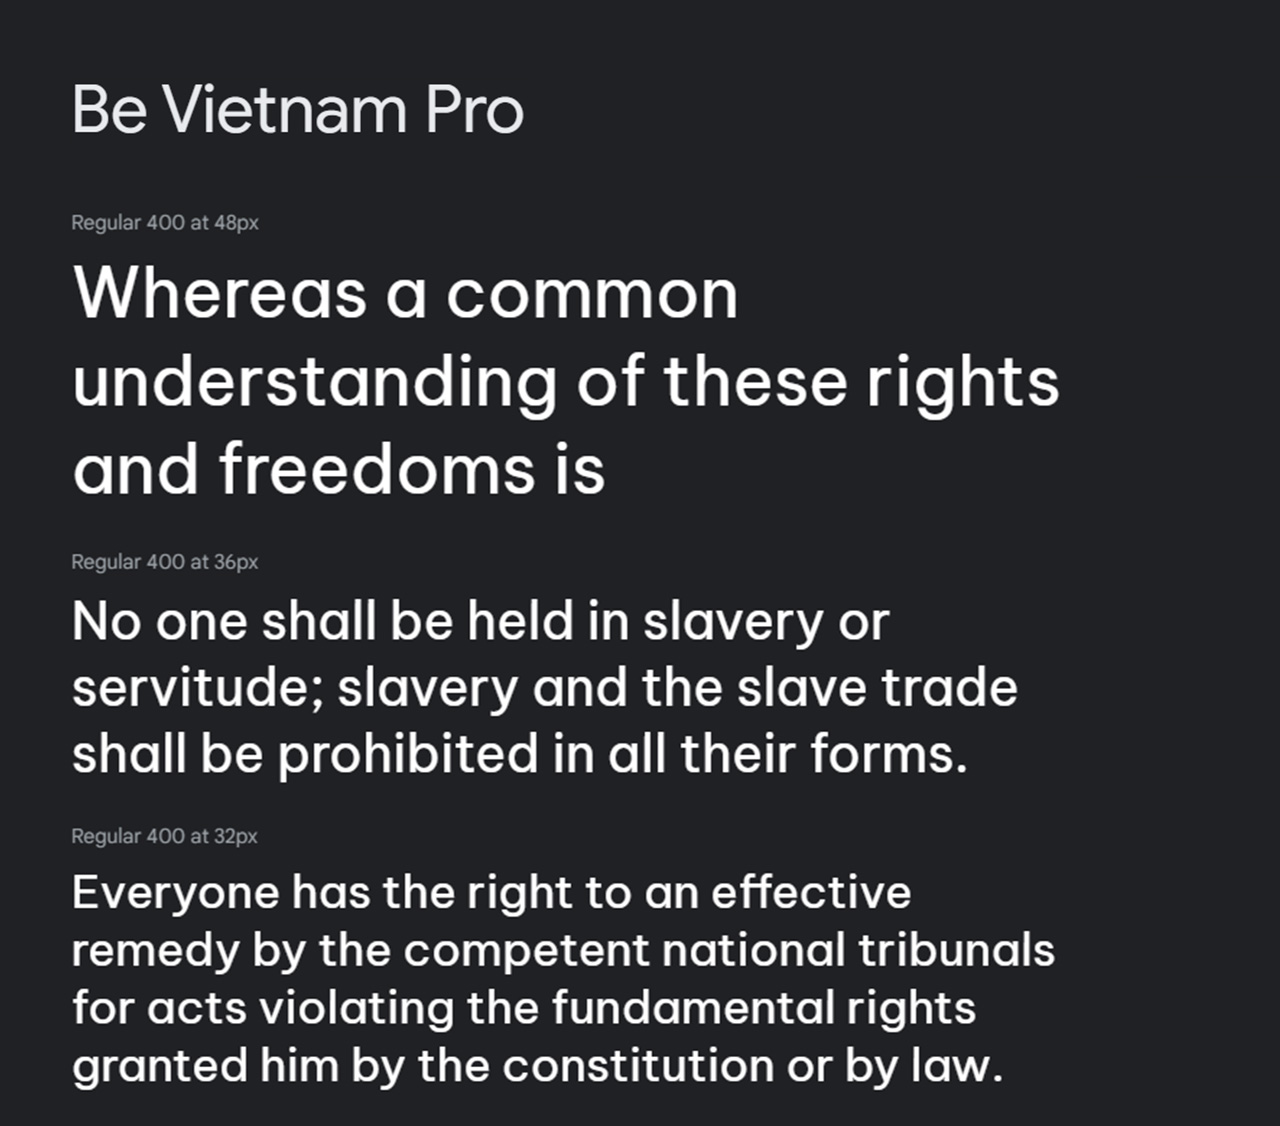 Be Vietnam Pro
Regular 400 at 48px
Whereas a common
understanding of these rights
and freedoms is
Regular 400 at 36px
No one shall be held in slavery or
servitude; slavery and the slave trade
shall be prohibited in all their forms.
Regular 400 at 32px
Everyone has the right to an effective
remedy by the competent national tribunals
for acts violating the fundamental rights
granted him by the constitution or by law.